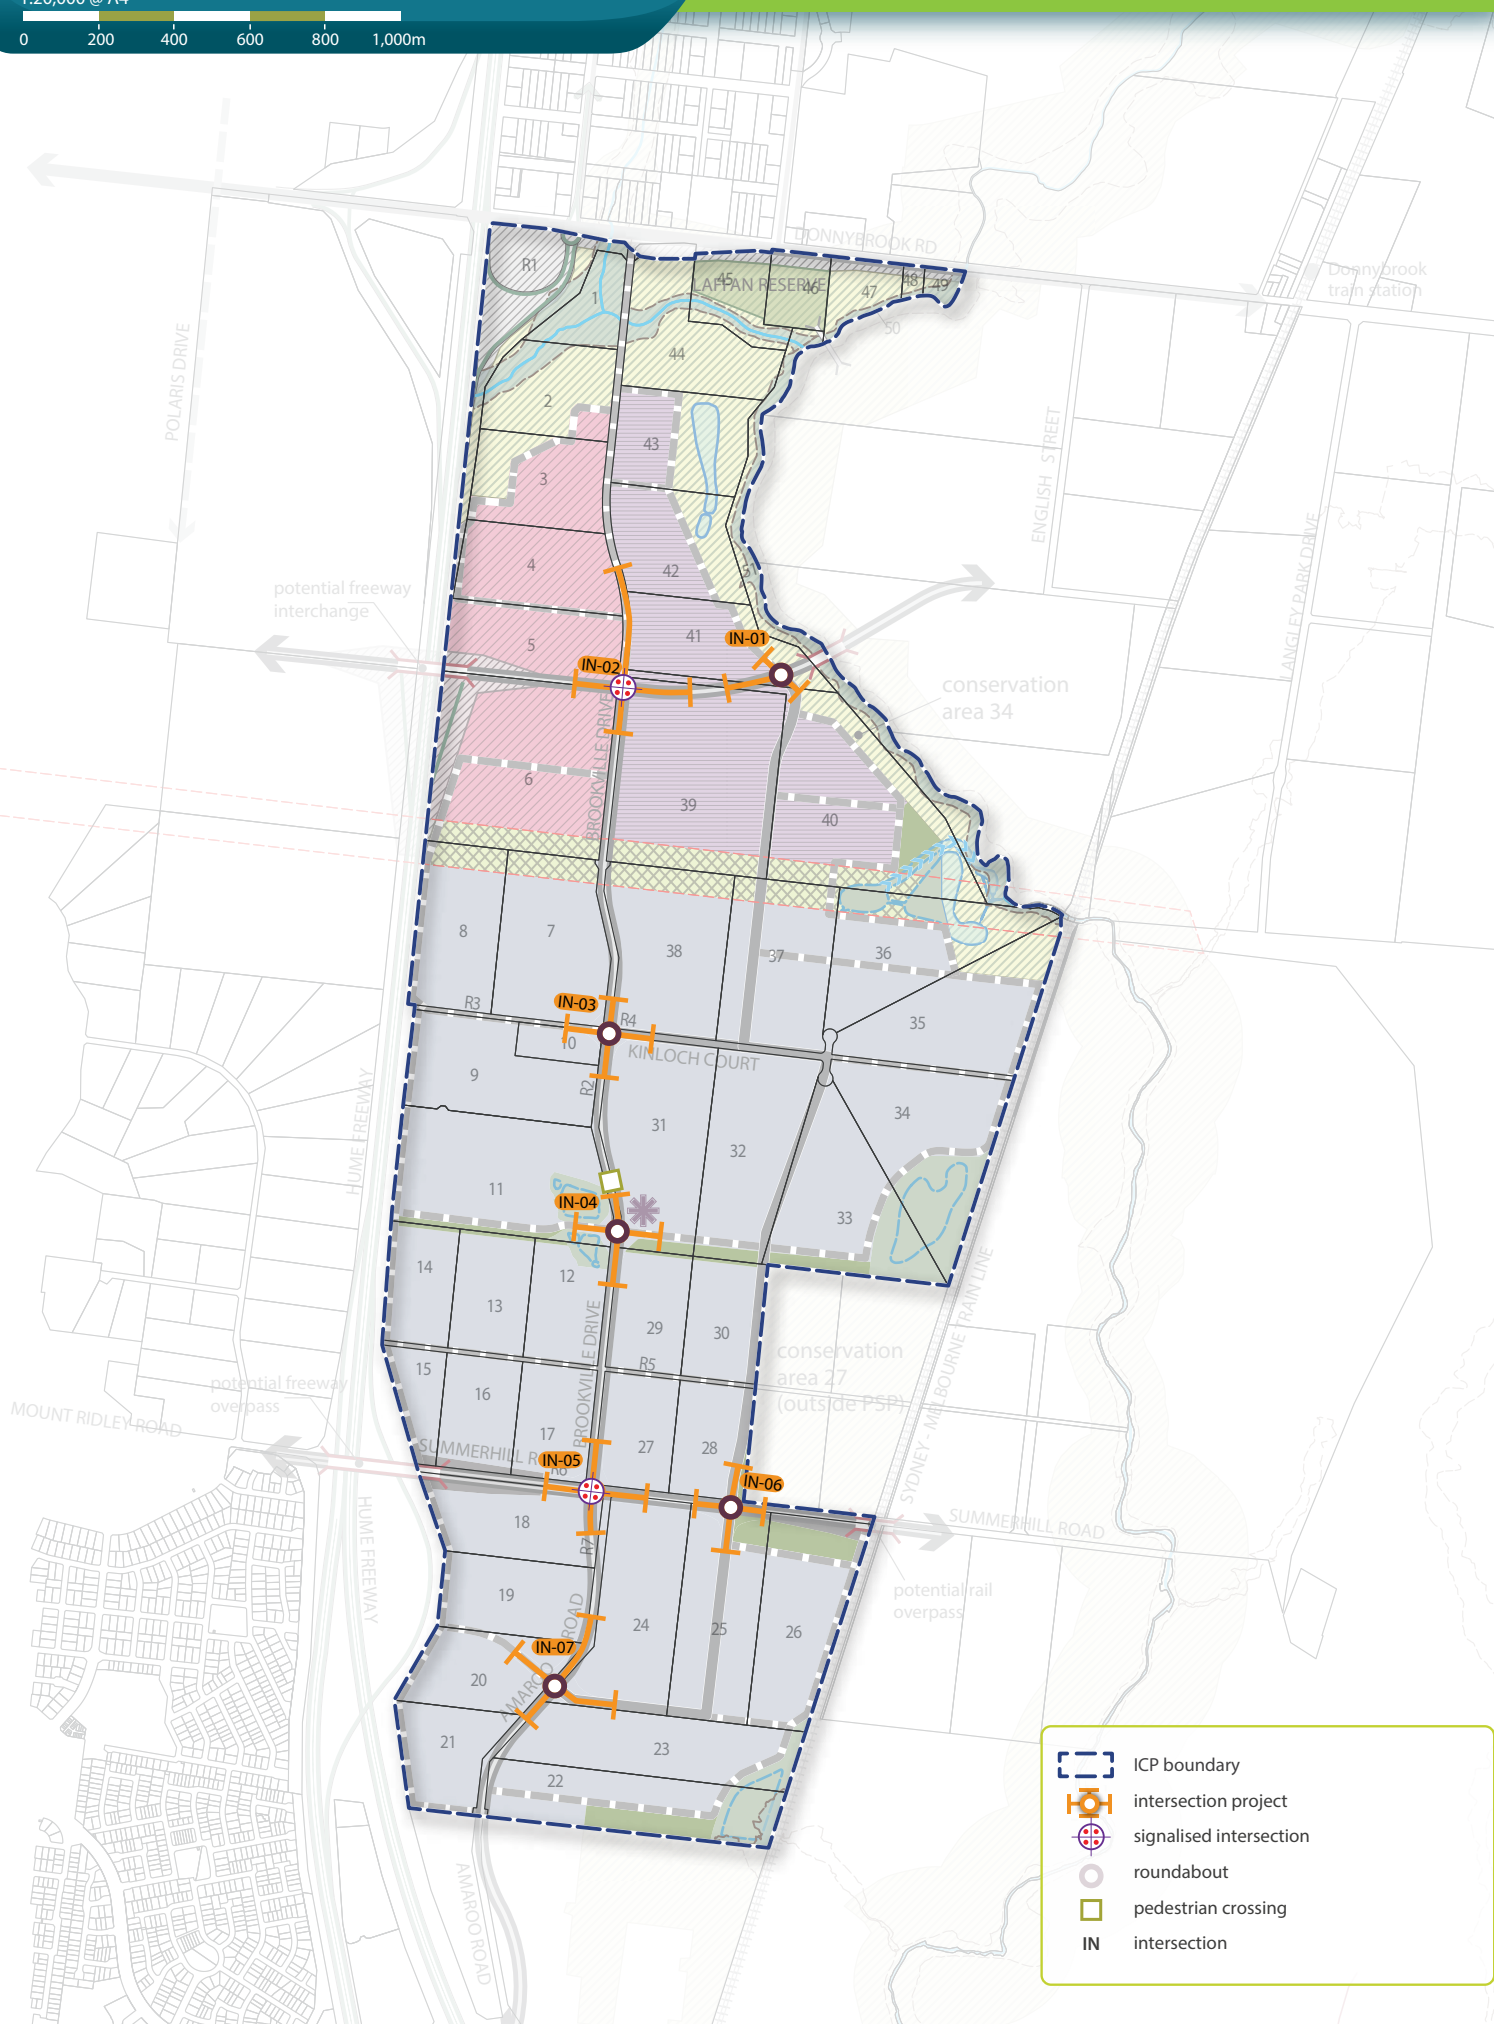 1:20,000 @ A4
0 200 400 600 800 1,000m
DONNYBROOK RD
Donnybrook
train station
R1
1
45
LAFFAN RESERVE
46
47
48
49
50
44
2
43
3
POLARIS DRIVE
ENGLISH STREET
LANGLEY PARK DRIVE
4
42
51
potential freeway
interchange
5
41
IN-01
IN-02
conservation
area 34
BROOKVILLE DRIVE
6
39
40
8
7
38
37
36
R3
IN-03
R4
35
10
KINLOCH COURT
9
R2
31
34
32
HUME FREEWAY
11
IN-04
33
14
12
13
29
30
BROOKVILLE DRIVE
R5
conservation
area 27
(outside PSP)
15
16
potential freeway
overpass
MOUNT RIDLEY ROAD
17
27
28
SUMMERHILL R
R6
IN-05
IN-06
SYDNEY - MELBOURNE TRAIN LINE
SUMMERHILL ROAD
18
R7
HUME FREEWAY
potential rail
overpass
19
24
25
26
AMAROO ROAD
IN-07
20
21
23
22
AMAROO ROAD
ICP boundary
intersection project
signalised intersection
roundabout
pedestrian crossing
IN intersection